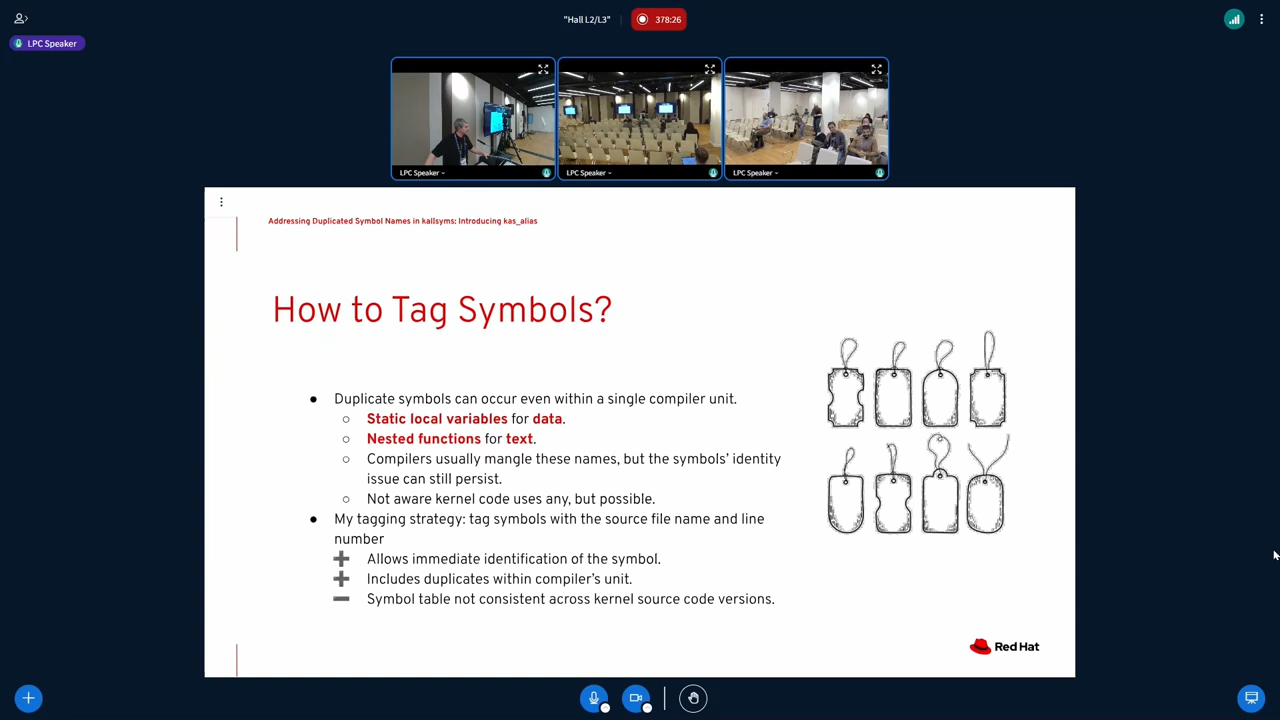 "Hall L2/L3"
378:26
LPC Speaker
LPC Speaker
LPC Speaker
LPC Speaker
Addressing Duplicated Symbol Names in kallsyms: Introducing kas_alias
How to Tag Symbols?
● Duplicate symbols can occur even within a single compiler unit.
○ Static local variables for data.
○ Nested functions for text.
○ Compilers usually mangle these names, but the symbols' identity
issue can still persist.
○ Not aware kernel code uses any, but possible.
● My tagging strategy: tag symbols with the source file name and line
number
➕ Allows immediate identification of the symbol.
➕ Includes duplicates within compiler's unit.
➖ Symbol table not consistent across kernel source code versions.
Red Hat